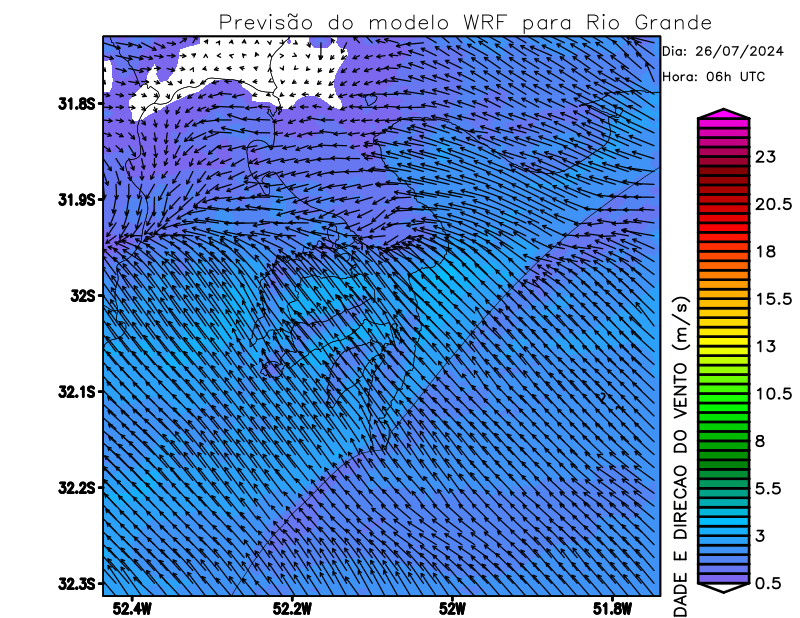 Previsão do modelo WRF para Rio Grande
Dia: 26/07/2024
Hora: 06h UTC
31.8S
31.9S
32S
32.1S
32.2S
32.3S
52.4W
52.2W
52W
51.8W
DADE E DIRECAO DO VENTO (m/s)
23
20.5
18
15.5
13
10.5
8
5.5
3
0.5